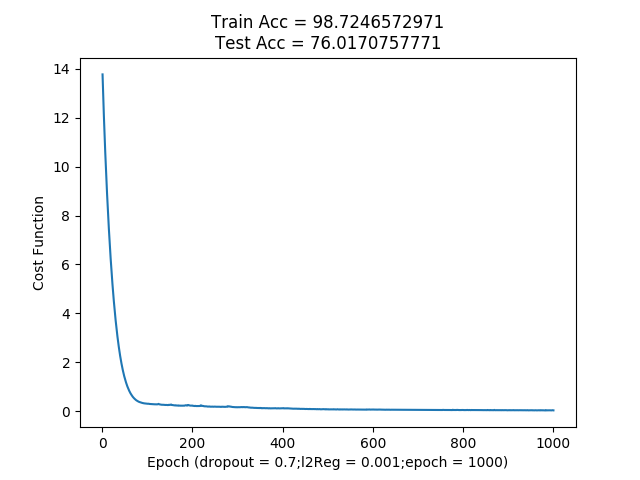 Train Acc = 98.7246572971
Test Acc = 76.0170757771
14
12
10
8
6
4
2
0
Cost Function
0 200 400 600 800 1000
Epoch (dropout = 0.7;l2Reg = 0.001;epoch = 1000)